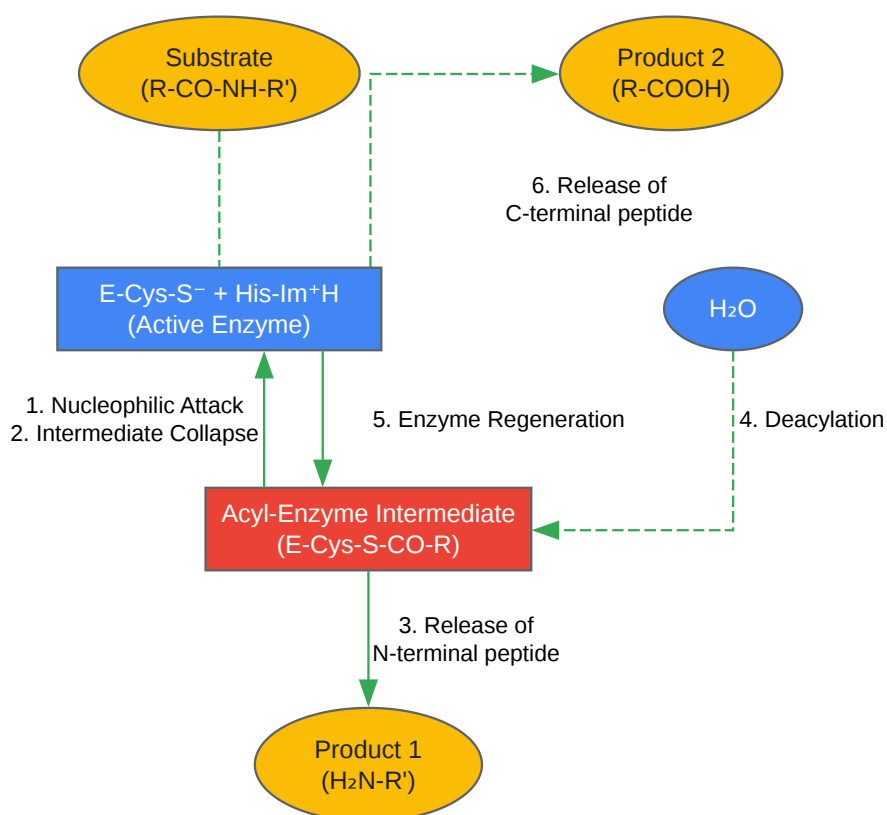 Substrate
(R-CO-NH-R')
Product 2
(R-COOH)
6. Release of
C-terminal peptide
E-Cys-S⁻ + His-Im⁺H
(Active Enzyme)
H₂O
1. Nucleophilic Attack
2. Intermediate Collapse
5. Enzyme Regeneration
4. Deacylation
Acyl-Enzyme Intermediate
(E-Cys-S-CO-R)
3. Release of
N-terminal peptide
Product 1
(H₂N-R')